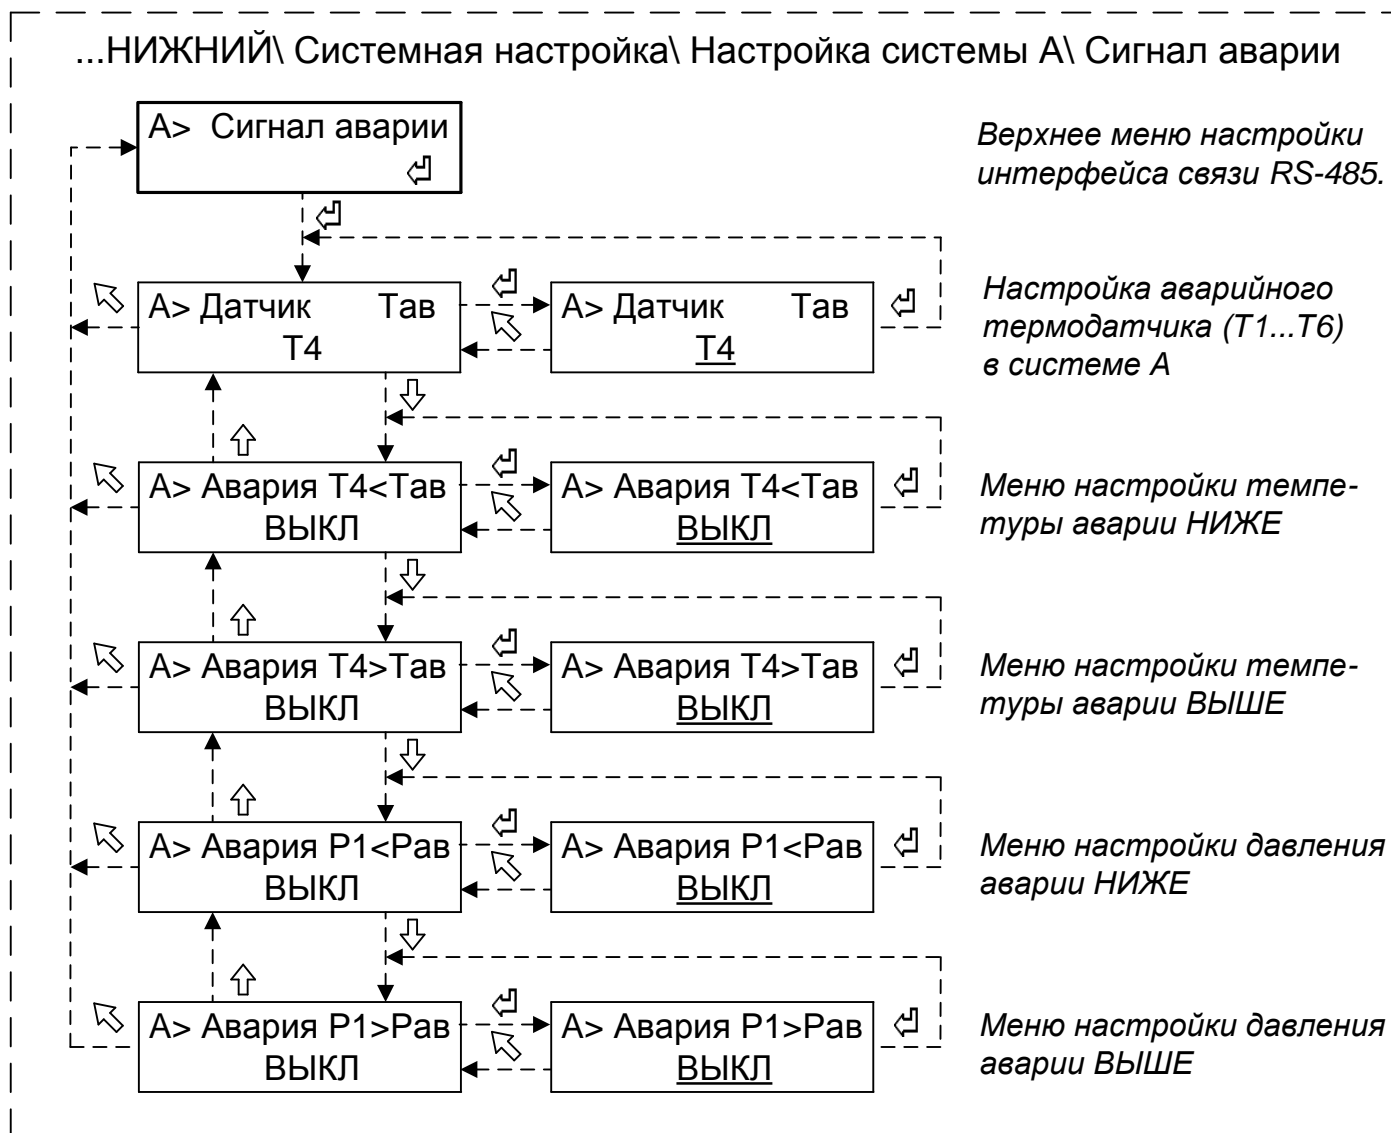 ...НИЖНИЙ\ Системная настройка\ Настройка системы А\ Сигнал аварии
А> Сигнал аварии
Верхнее меню настройки
интерфейса связи RS-485.
А> Датчик Тав
Т4
А> Датчик Тав
Т4
Настройка аварийного
термодатчика (Т1...Т6)
в системе А
А> Авария Т4<Тав
ВЫКЛ
А> Авария Т4<Тав
ВЫКЛ
Меню настройки темпе-
туры аварии НИЖЕ
А> Авария Т4>Тав
ВЫКЛ
А> Авария Т4>Тав
ВЫКЛ
Меню настройки темпе-
туры аварии ВЫШЕ
А> Авария Р1<Рав
ВЫКЛ
А> Авария Р1<Рав
ВЫКЛ
Меню настройки давления
аварии НИЖЕ
А> Авария Р1>Рав
ВЫКЛ
А> Авария Р1>Рав
ВЫКЛ
Меню настройки давления
аварии ВЫШЕ